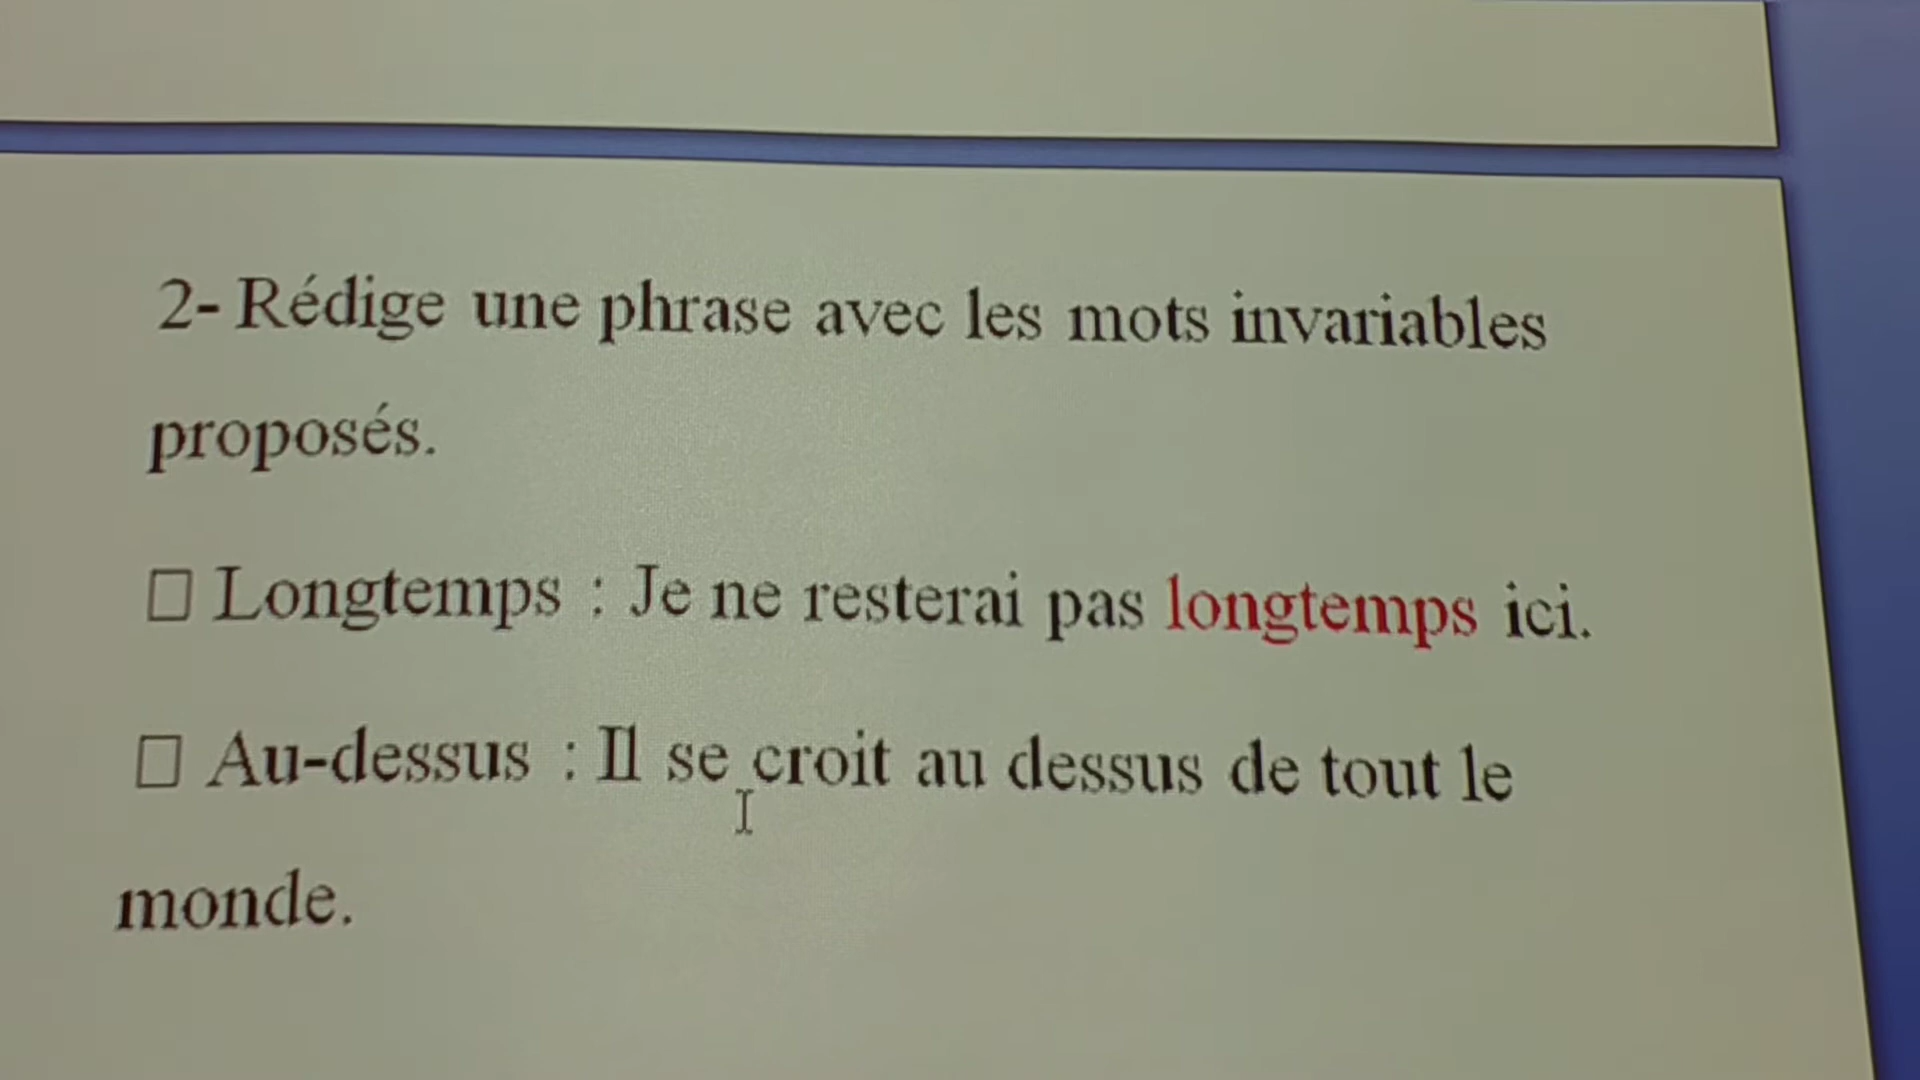 2- Rédige une phrase avec les mots invariables
proposés.
□ Longtemps : Je ne resterai pas longtemps ici.
□ Au-dessus : Il se croit au dessus de tout le
monde.